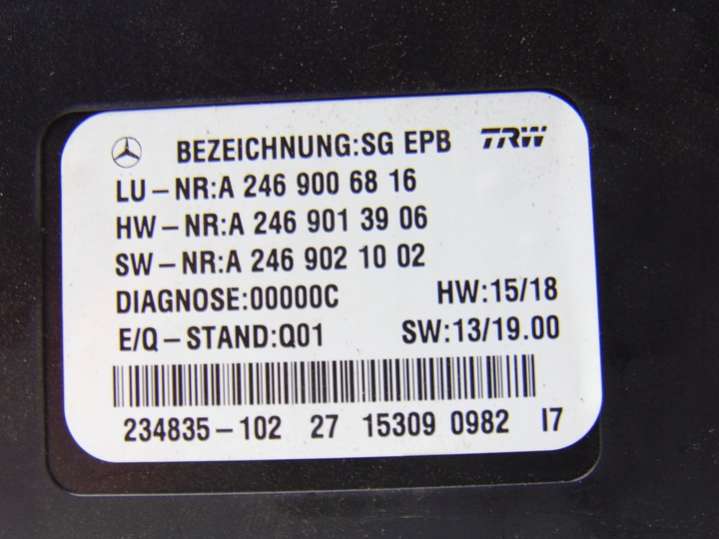 BEZEICHNUNG:SG EPB TRW
LU-NR:A 246 900 68 16
HW-NR:A 246 901 39 06
SW-NR:A 246 902 10 02
DIAGNOSE:00000C HW:15/18
E/Q-STAND:Q01 SW:13/19.00
234835-102 27 15309 0982 I7